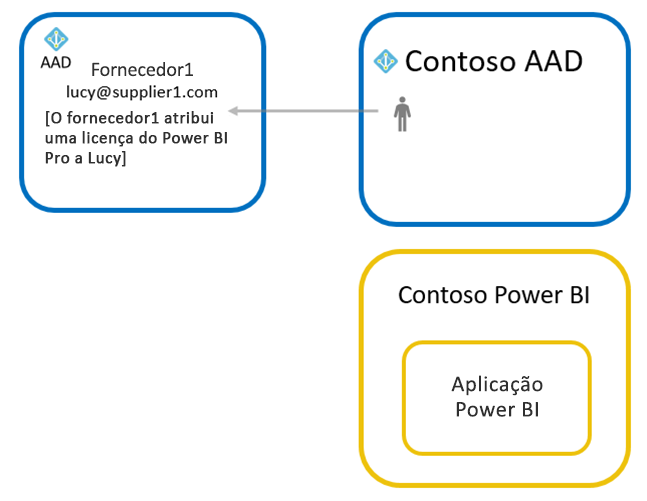 AAD
Fornecedor1
lucy@supplier1.com
[O fornecedor1 atribui
uma licença do Power BI
Pro a Lucy]
Contoso AAD
Contoso Power BI
Aplicação
Power BI